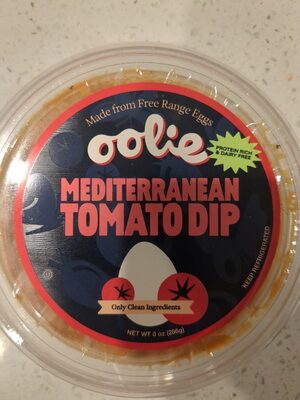 Made from Free Range Eggs
oolie
PROTEIN RICH
& DAIRY FREE
MEDITERRANEAN
TOMATO DIP
Only Clean Ingredients
KEEP REFRIGERATED
NET WT 8 oz (286g)